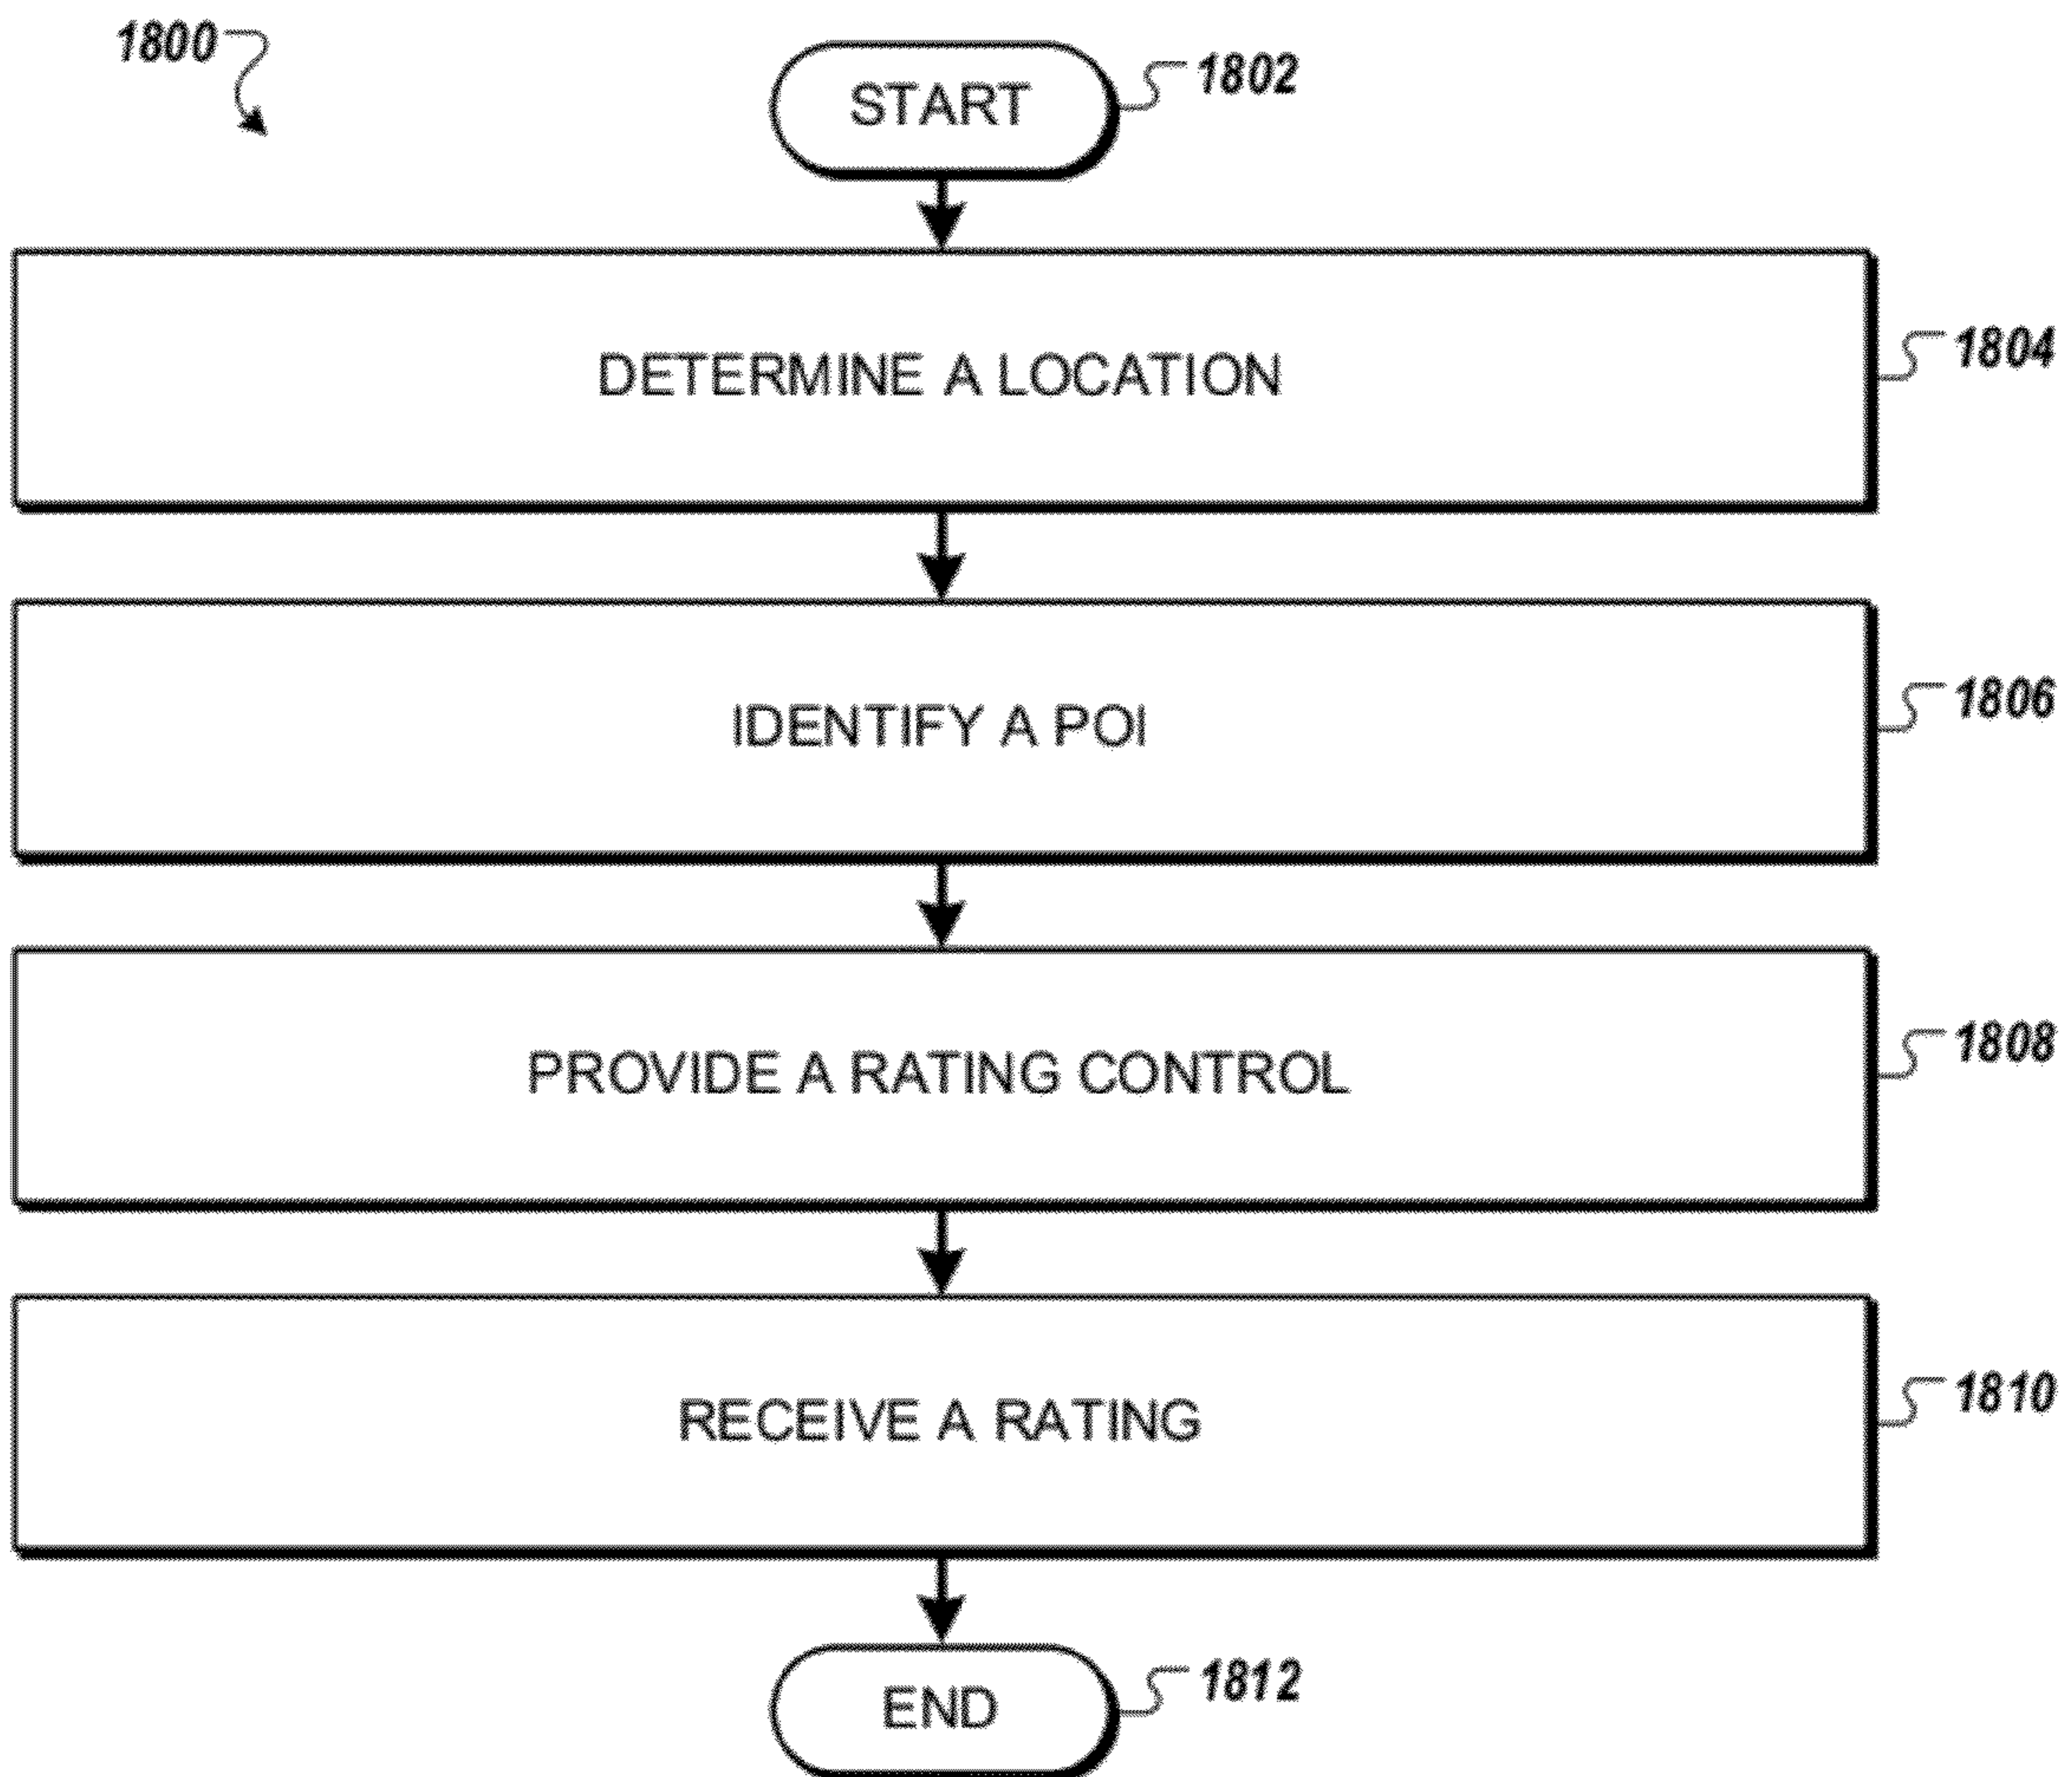 1800
START
1802
DETERMINE A LOCATION
1804
IDENTIFY A POI
1806
PROVIDE A RATING CONTROL
1808
RECEIVE A RATING
1810
END
1812